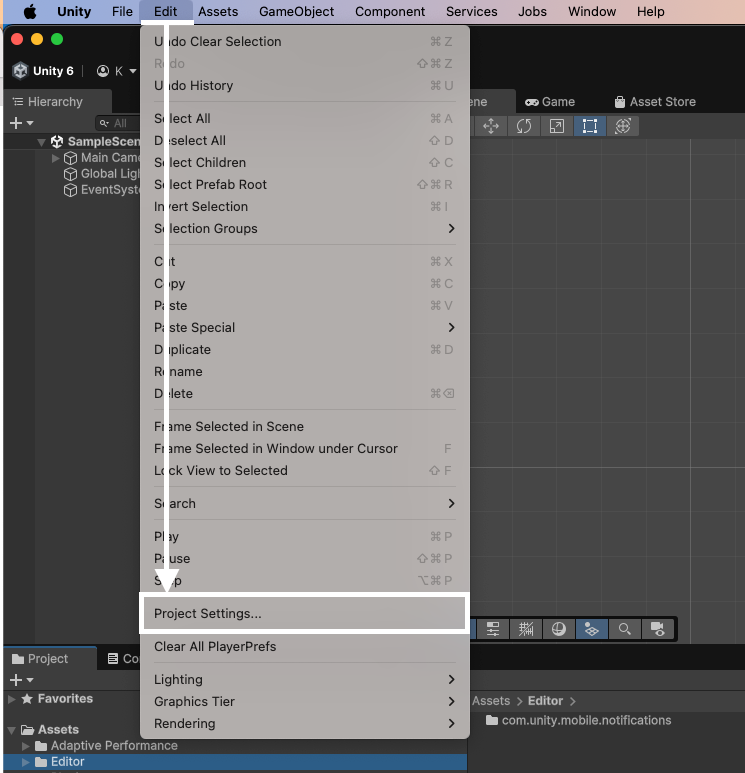 Unity File Edit Assets GameObject Component Services Jobs Window Help
Unity 6 K
Hierarchy
All
SampleScen
Main Cam
Global Ligh
EventSyst
Undo Clear Selection ⌘Z
Redo ⇧⌘Z
Undo History ⌘U
Select All ⌘A
Deselect All ⇧D
Select Children ⇧C
Select Prefab Root ⇧⌘R
Invert Selection ⌘I
Selection Groups
Cut ⌘X
Copy ⌘C
Paste ⌘V
Paste Special
Duplicate ⌘D
Rename
Delete ⌘⌫
Frame Selected in Scene
Frame Selected in Window under Cursor F
Lock View to Selected ⇧F
Search
Play ⌘P
Pause ⇧⌘P
Stop ⌥⌘P
Project Settings...
Clear All PlayerPrefs
Lighting
Graphics Tier
Rendering
ene Game Asset Store
Project Co
Favorites
Assets
Adaptive Performance
Editor
Assets > Editor >
com.unity.mobile.notifications